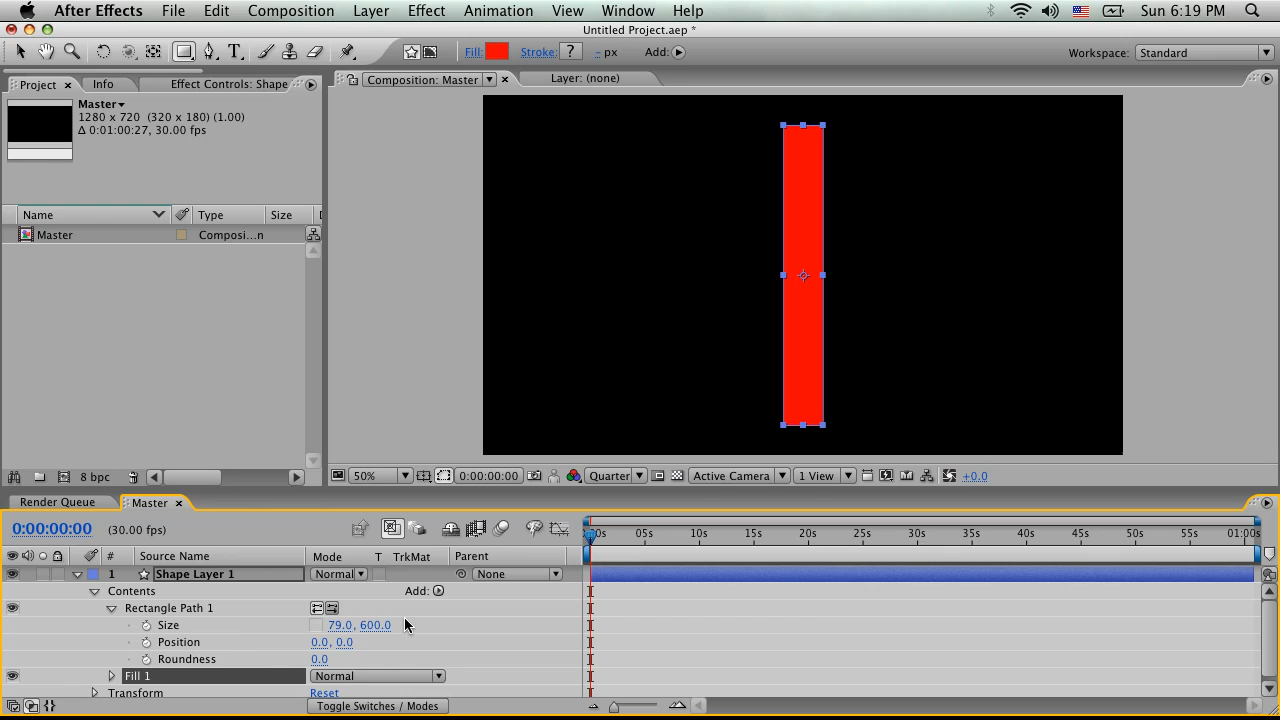 After Effects File Edit Composition Layer Effect Animation View Window Help Sun 6:19 PM
Untitled Project.aep *
Fill: Stroke: ? - px Add: Workspace: Standard
Project × Info Effect Controls: Shape Composition: Master × Layer: (none)
Master
1280 x 720 (320 x 180) (1.00)
Δ 0:01:00:27, 30.00 fps
Name Type Size
Master Composi...n
8 bpc 50% 0:00:00:00 Quarter Active Camera 1 View +0.0
Render Queue Master ×
0:00:00:00 (30.00 fps) 05s 10s 15s 20s 25s 30s 35s 40s 45s 50s 55s 01:00s
# Source Name Mode T TrkMat Parent
1 Shape Layer 1 Normal None
Contents Add:
Rectangle Path 1
Size 79.0, 600.0
Position 0.0, 0.0
Roundness 0.0
Fill 1 Normal
Transform Reset
Toggle Switches / Modes